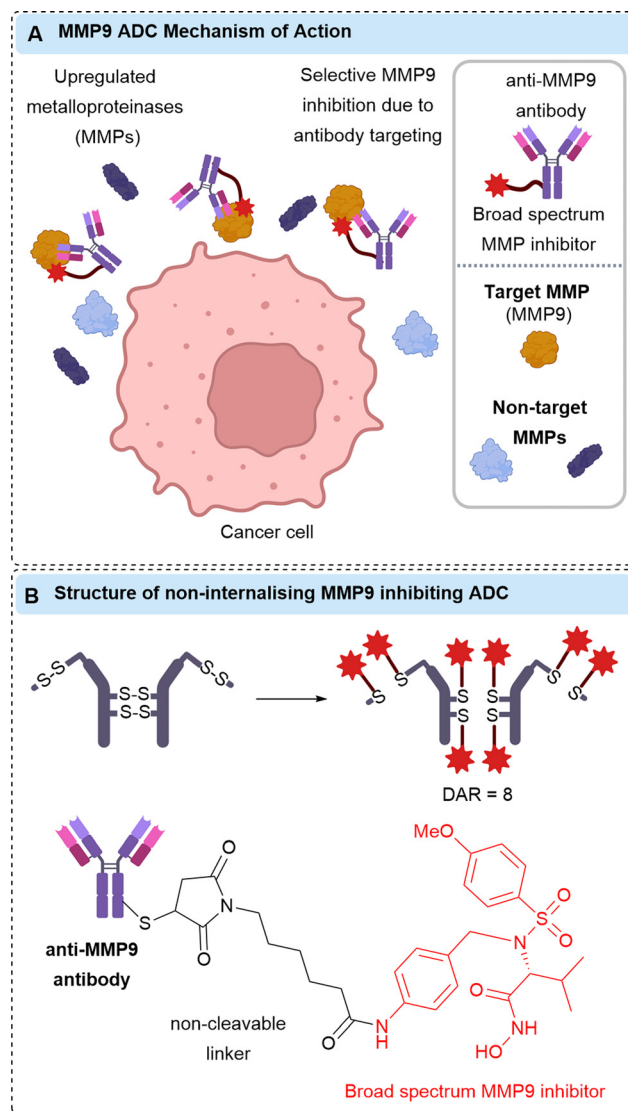 A MMP9 ADC Mechanism of Action
Upregulated
metalloproteinases
(MMPs)
Selective MMP9
inhibition due to
antibody targeting
anti-MMP9
antibody
Broad spectrum
MMP inhibitor
Target MMP
(MMP9)
Non-target
MMPs
Cancer cell
B Structure of non-internalising MMP9 inhibiting ADC
S-S
S-S
S-S
S-S
S
S
S
S
S
S
S
S
DAR = 8
anti-MMP9
antibody
S
O
N
O
non-cleavable
linker
O
N
H
MeO
O
S
O
N
O
NH
HO
Broad spectrum MMP9 inhibitor